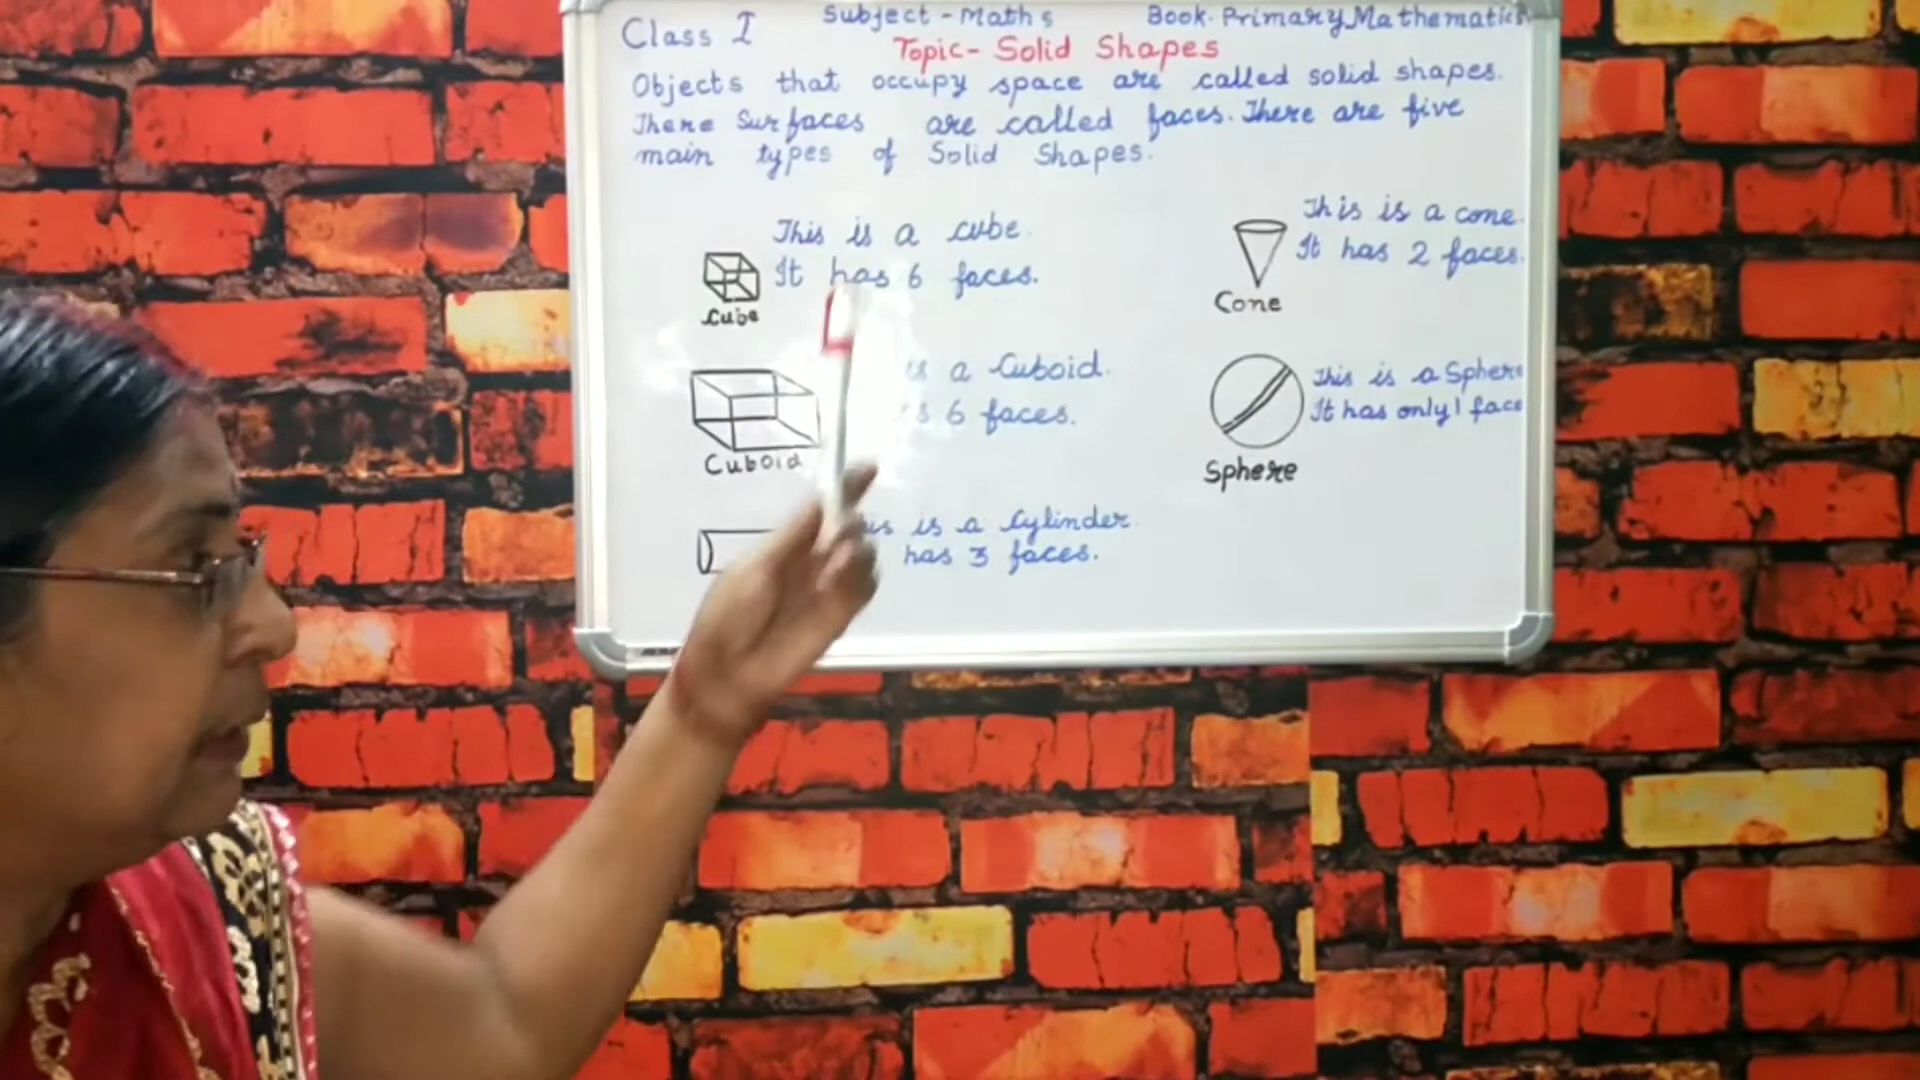 Class I
Subject - Maths
Book. Primary Mathematics
Topic - Solid Shapes
Objects that occupy space are called solid shapes.
There Surfaces are called faces. There are five
main types of Solid Shapes.
This is a cube.
It has 6 faces.
Cube
is a Cuboid.
6 faces.
Cuboid
is a Cylinder
has 3 faces.
This is a cone.
It has 2 faces.
Cone
This is a Sphere
It has only 1 face
Sphere